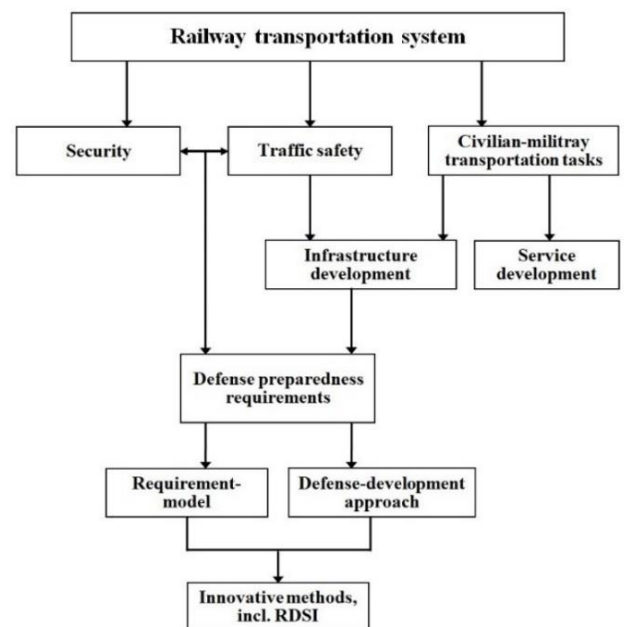 Railway transportation system
Security
Traffic safety
Civilian-militray
transportation tasks
Infrastructure
development
Service
development
Defense preparedness
requirements
Requirement-
model
Defense-development
approach
Innovative methods,
incl. RDSI